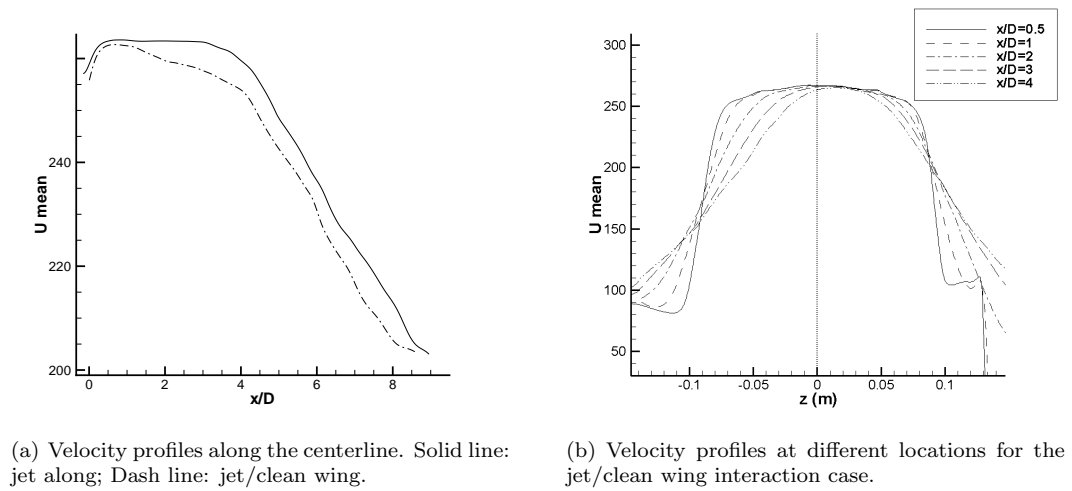 U mean
240
220
200
0
2
4
6
8
x/D
x/D=0.5
x/D=1
x/D=2
x/D=3
x/D=4
U mean
300
250
200
150
100
50
-0.1
-0.05
0
0.05
0.1
z (m)
(a) Velocity profiles along the centerline. Solid line:
jet along; Dash line: jet/clean wing.
(b) Velocity profiles at different locations for the
jet/clean wing interaction case.